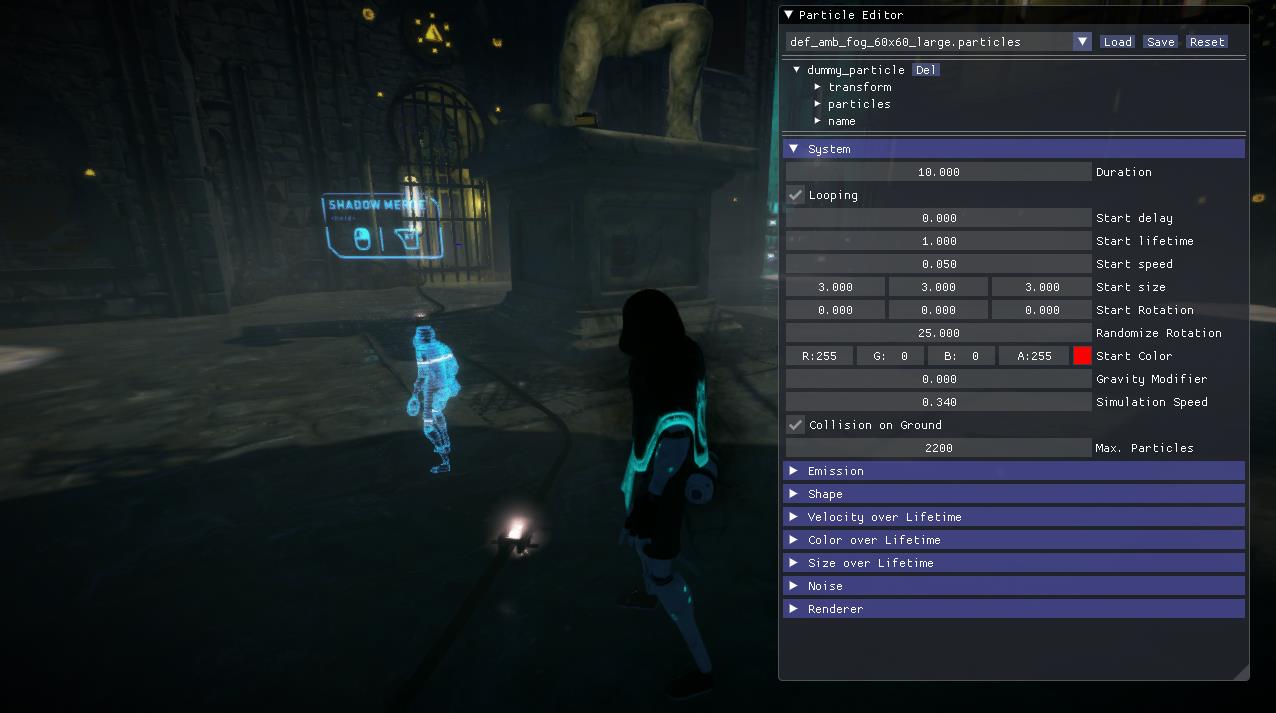 SHADOW MERGE
<hold>
Particle Editor
def_amb_fog_60x60_large.particles Load Save Reset
dummy_particle Del
transform
particles
name
System
10.000 Duration
Looping
0.000 Start delay
1.000 Start lifetime
0.050 Start speed
3.000 3.000 3.000 Start size
0.000 0.000 0.000 Start Rotation
25.000 Randomize Rotation
R:255 G: 0 B: 0 A:255 Start Color
0.000 Gravity Modifier
0.340 Simulation Speed
Collision on Ground
2200 Max. Particles
Emission
Shape
Velocity over Lifetime
Color over Lifetime
Size over Lifetime
Noise
Renderer